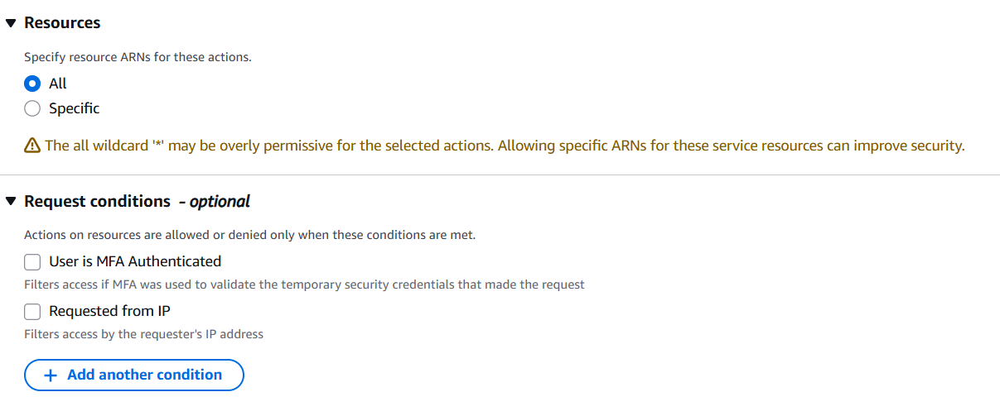 Resources
Specify resource ARNs for these actions.
All
Specific
The all wildcard '*' may be overly permissive for the selected actions. Allowing specific ARNs for these service resources can improve security.
Request conditions - optional
Actions on resources are allowed or denied only when these conditions are met.
User is MFA Authenticated
Filters access if MFA was used to validate the temporary security credentials that made the request
Requested from IP
Filters access by the requester's IP address
+ Add another condition